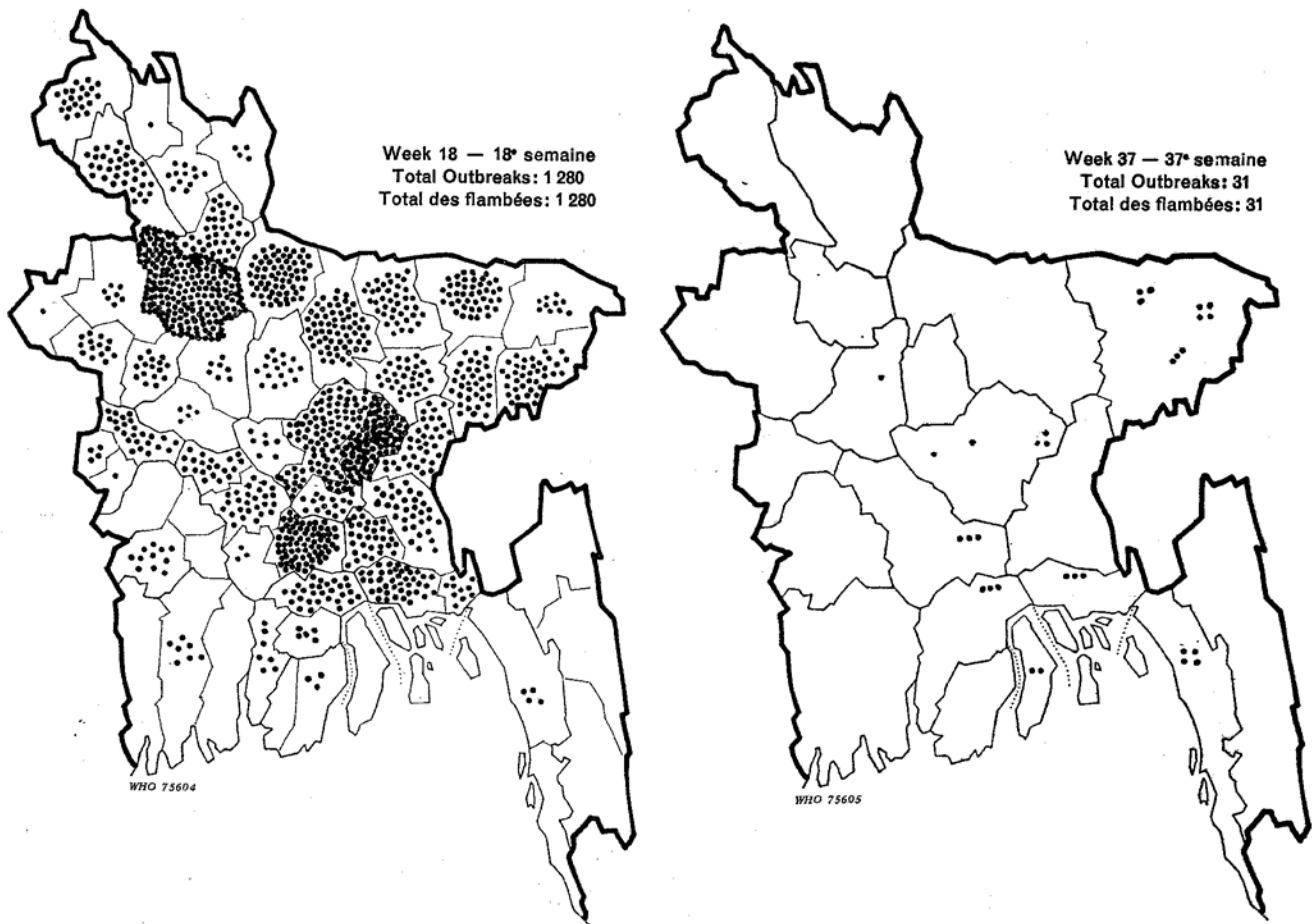 Week 18 — 18e semaine
Total Outbreaks: 1 280
Total des flambées: 1 280
WHO 75604
Week 37 — 37e semaine
Total Outbreaks: 31
Total des flambées: 31
WHO 75605